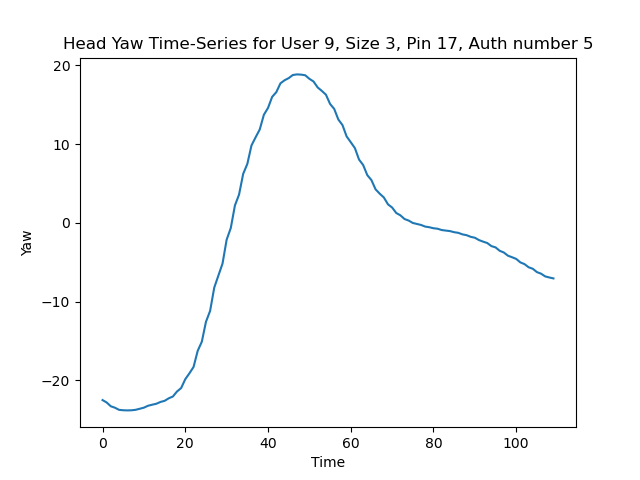 Head Yaw Time-Series for User 9, Size 3, Pin 17, Auth number 5
20
10
0
−10
−20
Yaw
0 20 40 60 80 100
Time